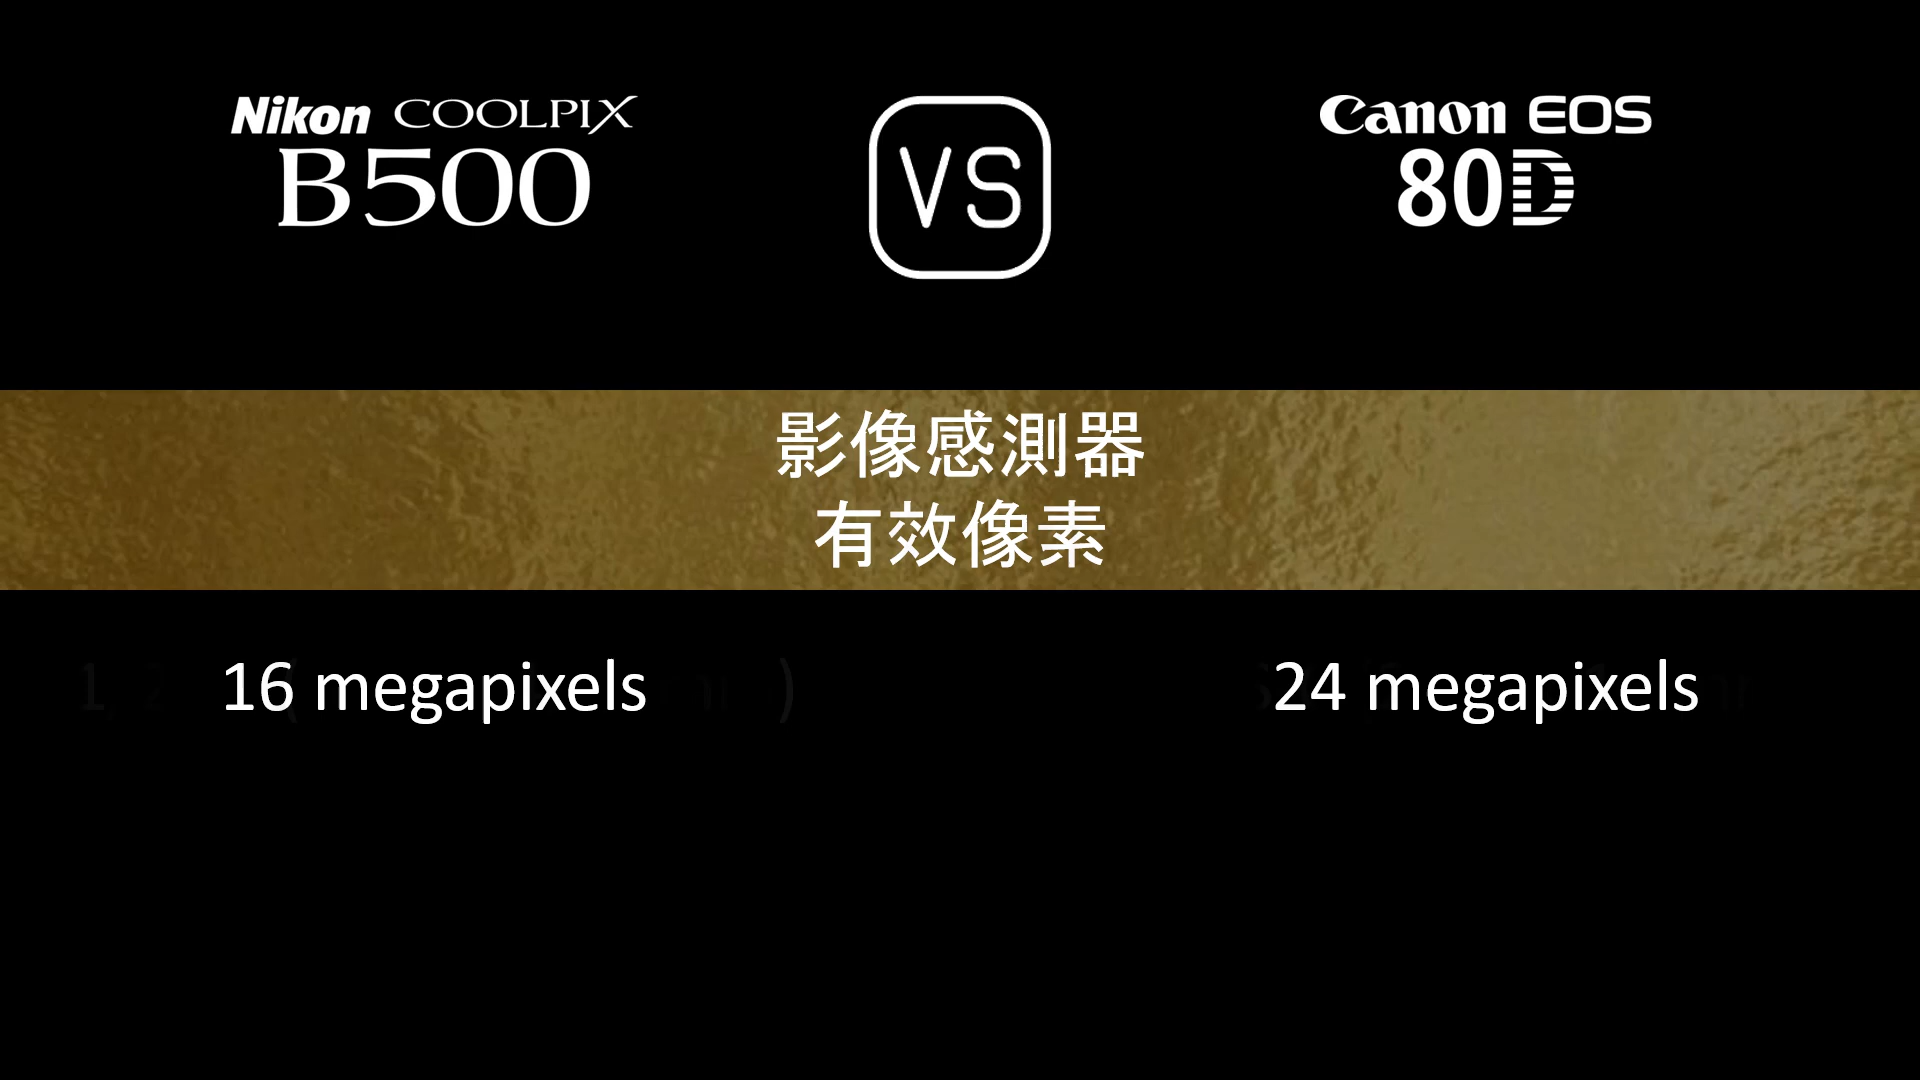 Nikon COOLPIX
B500
VS
Canon EOS
80D
影像感測器
有效像素
16 megapixels
24 megapixels